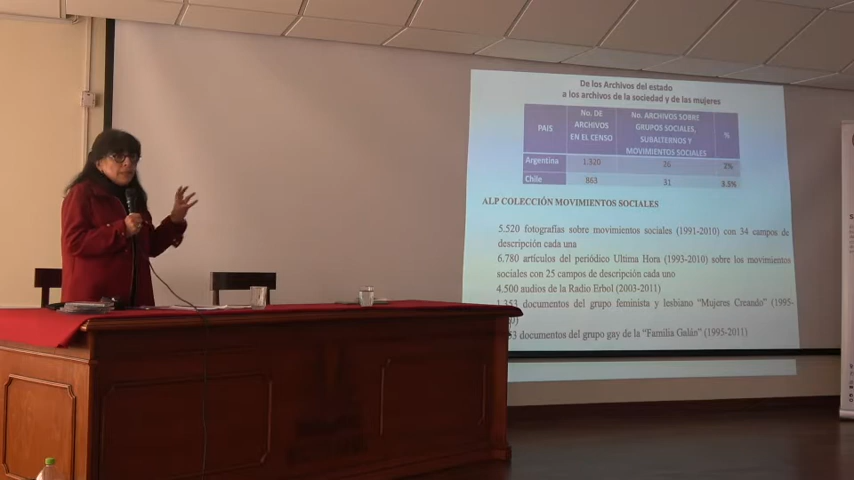 De los Archivos del estado
a los archivos de la sociedad y de las mujeres
PAIS
No. DE
ARCHIVOS
EN EL CENSO
No. ARCHIVOS SOBRE
GRUPOS SOCIALES,
SUBALTERNOS Y
MOVIMIENTOS SOCIALES
%
Argentina 1.320 26 2%
Chile 863 31 3.5%
ALP COLECCIÓN MOVIMIENTOS SOCIALES
5.520 fotografías sobre movimientos sociales (1991-2010) con 34 campos de
descripción cada una
6.780 artículos del periódico Ultima Hora (1993-2010) sobre los movimientos
sociales con 25 campos de descripción cada uno
4.500 audios de la Radio Erbol (2003-2011)
1.353 documentos del grupo feminista y lesbiano "Mujeres Creando" (1995-
documentos del grupo gay de la "Familia Galán" (1995-2011)